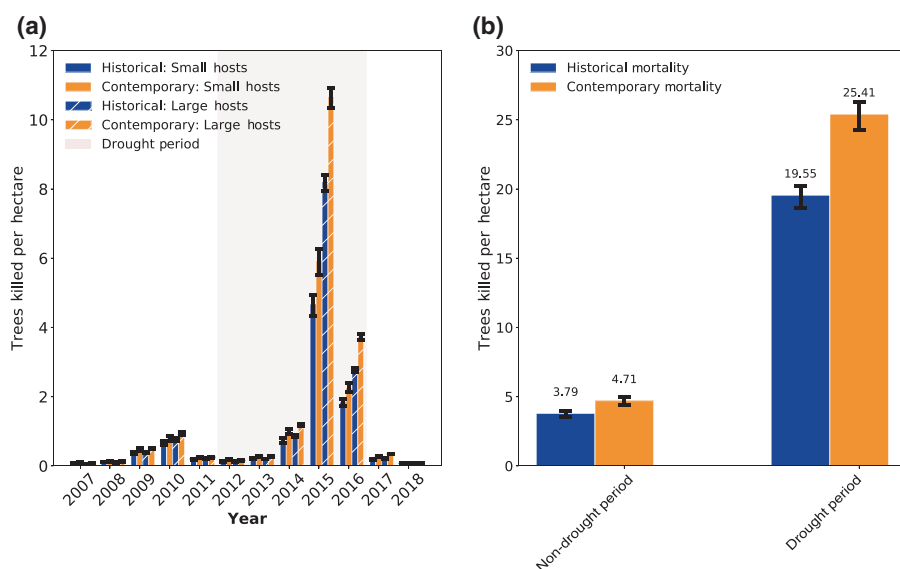 (a)
12
10
8
6
4
2
0
Trees killed per hectare
Historical: Small hosts
Contemporary: Small hosts
Historical: Large hosts
Contemporary: Large hosts
Drought period
2007
2008
2009
2010
2011
2012
2013
2014
2015
2016
2017
2018
Year
(b)
30
25
20
15
10
5
0
Trees killed per hectare
Historical mortality
Contemporary mortality
3.79
4.71
19.55
25.41
Non-drought period
Drought period